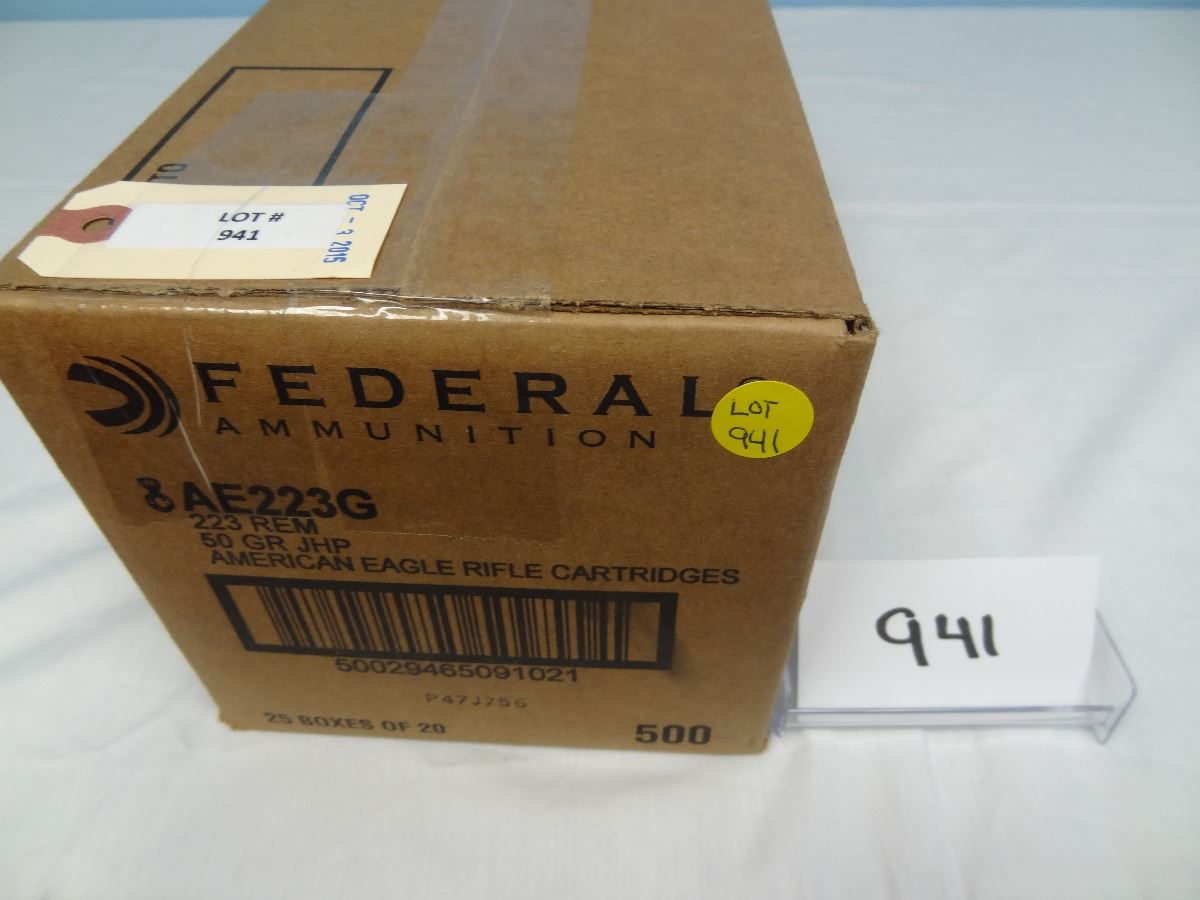 TO
LOT #
941
OCT - 3 2015
FEDERAL
AMMUNITION
LOT
941
AE223G
223 REM
50 GR JHP
AMERICAN EAGLE RIFLE CARTRIDGES
50029465091021
P47J756
25 BOXES OF 20
500
941